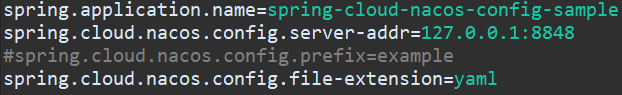 spring.application.name=spring-cloud-nacos-config-sample
spring.cloud.nacos.config.server-addr=127.0.0.1:8848
#spring.cloud.nacos.config.prefix=example
spring.cloud.nacos.config.file-extension=yaml